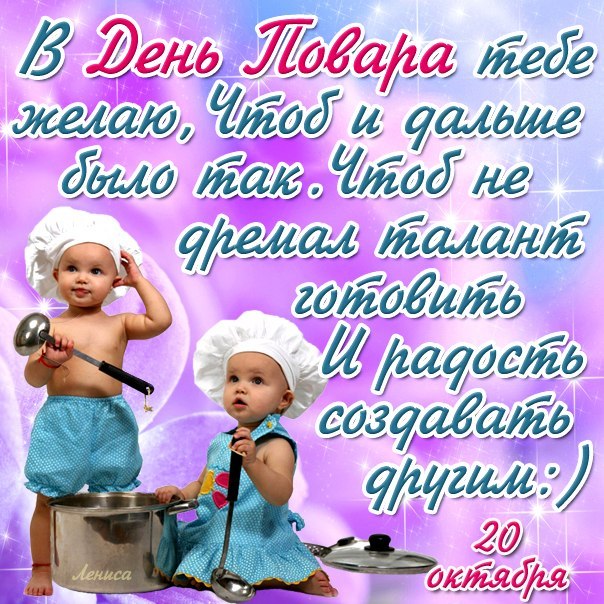 В День Повара тебе
желаю, Чтоб и дальше
было так. Чтоб не
дремал талант
готовить
И радость
создавать
другим:)
20
октября
Лениса